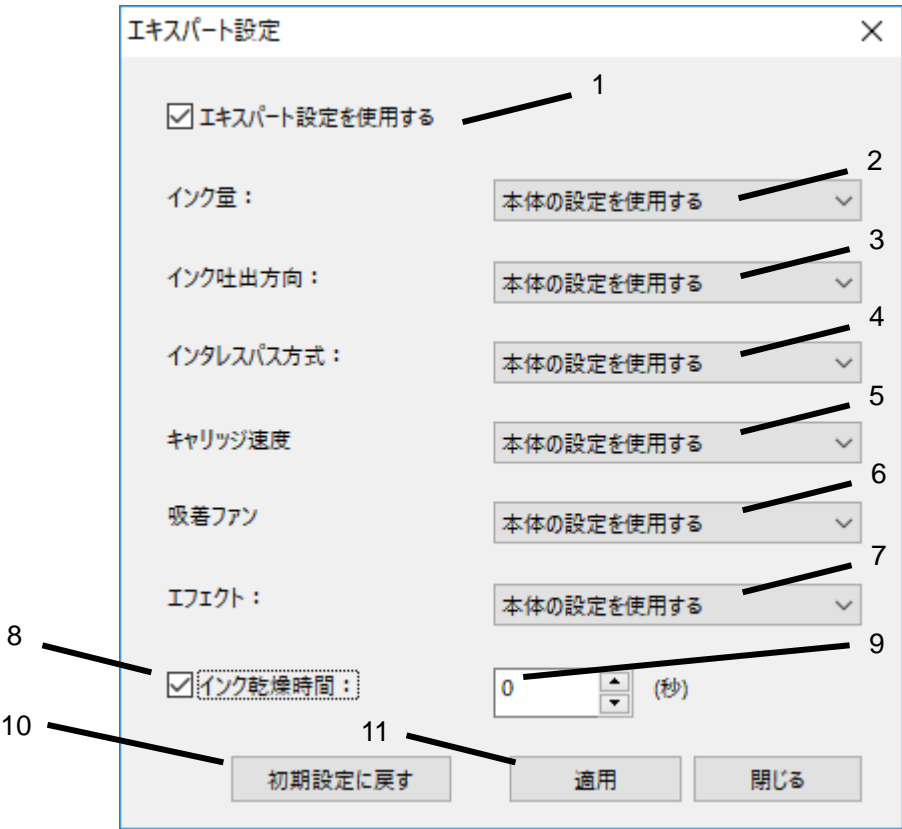 エキスパート設定
1
エキスパート設定を使用する
2
インク量： 本体の設定を使用する
3
インク吐出方向： 本体の設定を使用する
4
インタレスパス方式： 本体の設定を使用する
5
キャリッジ速度 本体の設定を使用する
6
吸着ファン 本体の設定を使用する
7
エフェクト： 本体の設定を使用する
8 9
インク乾燥時間： 0 (秒)
10 11
初期設定に戻す 適用 閉じる